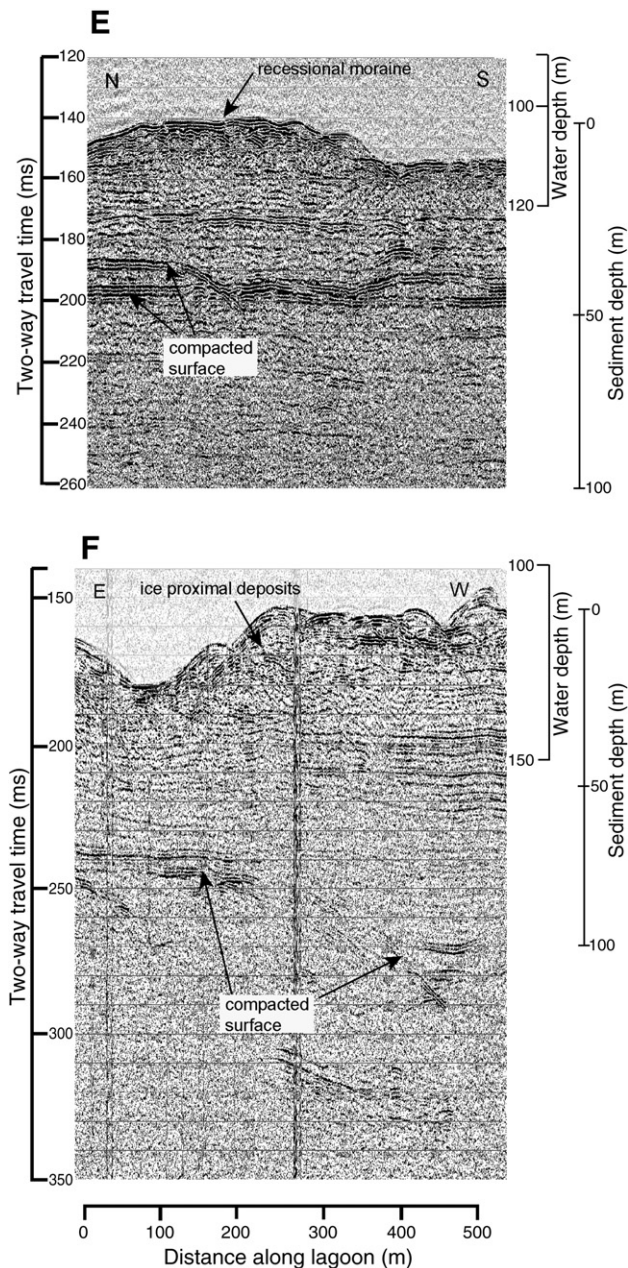 E
N
S
recessional moraine
compacted
surface
Two-way travel time (ms)
120
140
160
180
200
220
240
260
Water depth (m)
100
120
Sediment depth (m)
0
50
100
F
E
W
ice proximal deposits
compacted
surface
Two-way travel time (ms)
150
200
250
300
350
Water depth (m)
100
150
Sediment depth (m)
0
50
100
0 100 200 300 400 500
Distance along lagoon (m)